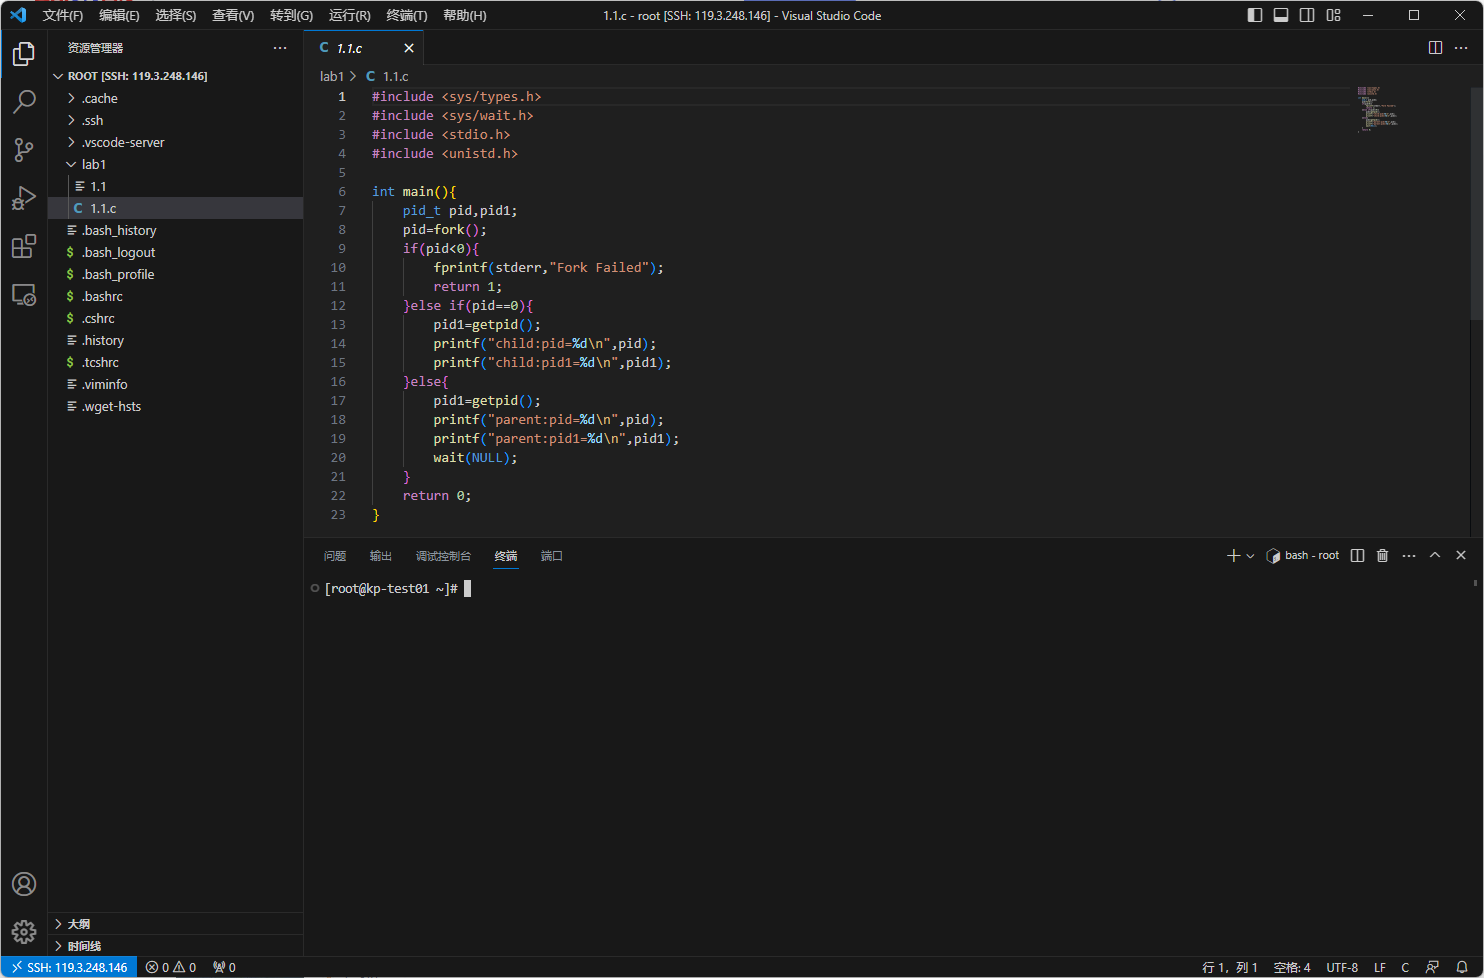 文件(F) 编辑(E) 选择(S) 查看(V) 转到(G) 运行(R) 终端(T) 帮助(H) 1.1.c - root [SSH: 119.3.248.146] - Visual Studio Code
资源管理器
ROOT [SSH: 119.3.248.146]
.cache
.ssh
.vscode-server
lab1
1.1
C 1.1.c
.bash_history
$ .bash_logout
$ .bash_profile
$ .bashrc
$ .cshrc
.history
$ .tcshrc
.viminfo
.wget-hsts
大纲
时间线
C 1.1.c
lab1 > C 1.1.c
1 #include <sys/types.h>
2 #include <sys/wait.h>
3 #include <stdio.h>
4 #include <unistd.h>
5
6 int main(){
7 pid_t pid,pid1;
8 pid=fork();
9 if(pid<0){
10 fprintf(stderr,"Fork Failed");
11 return 1;
12 }else if(pid==0){
13 pid1=getpid();
14 printf("child:pid=%d\n",pid);
15 printf("child:pid1=%d\n",pid1);
16 }else{
17 pid1=getpid();
18 printf("parent:pid=%d\n",pid);
19 printf("parent:pid1=%d\n",pid1);
20 wait(NULL);
21 }
22 return 0;
23 }
问题 输出 调试控制台 终端 端口 bash - root
[root@kp-test01 ~]#
SSH: 119.3.248.146 0 0 0 行 1，列 1 空格: 4 UTF-8 LF C